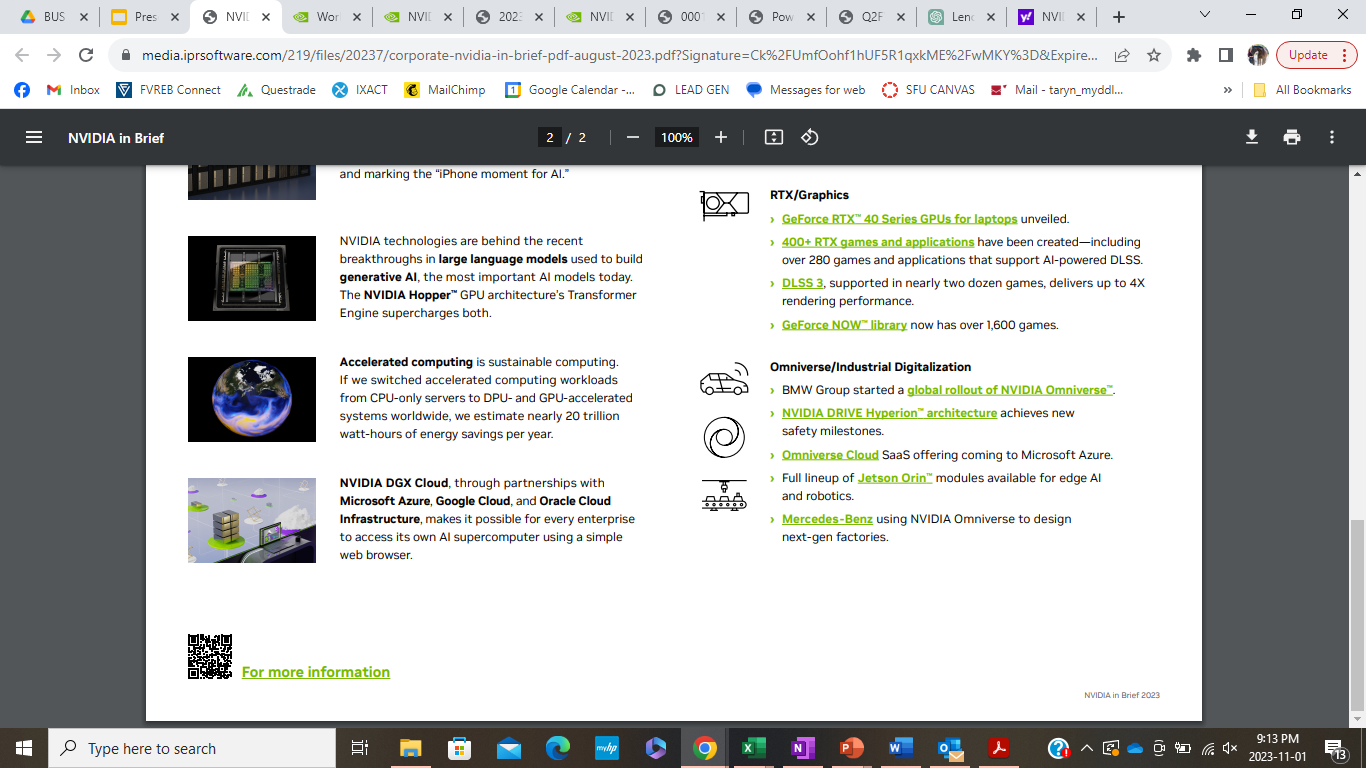 BUS
Pres
NVID
Wor
NVID
2023
NVID
000
Pow
Q2F
Lenc
NVII
media.iprsoftware.com/219/files/20237/corporate-nvidia-in-brief-pdf-august-2023.pdf?Signature=Ck%2FUmfOohf1hUF5R1qxkME%2FwMKY%3D&Expire...
Update
Inbox
FVREB Connect
Questrade
IXACT
MailChimp
Google Calendar -...
LEAD GEN
Messages for web
SFU CANVAS
Mail - taryn_myddl...
»
All Bookmarks
NVIDIA in Brief
2 / 2
100%
and marking the “iPhone moment for AI.”
NVIDIA technologies are behind the recent
breakthroughs in large language models used to build
generative AI, the most important AI models today.
The NVIDIA Hopper™ GPU architecture’s Transformer
Engine supercharges both.
Accelerated computing is sustainable computing.
If we switched accelerated computing workloads
from CPU-only servers to DPU- and GPU-accelerated
systems worldwide, we estimate nearly 20 trillion
watt-hours of energy savings per year.
NVIDIA DGX Cloud, through partnerships with
Microsoft Azure, Google Cloud, and Oracle Cloud
Infrastructure, makes it possible for every enterprise
to access its own AI supercomputer using a simple
web browser.
RTX/Graphics
› GeForce RTX™ 40 Series GPUs for laptops unveiled.
› 400+ RTX games and applications have been created—including
over 280 games and applications that support AI-powered DLSS.
› DLSS 3, supported in nearly two dozen games, delivers up to 4X
rendering performance.
› GeForce NOW™ library now has over 1,600 games.
Omniverse/Industrial Digitalization
› BMW Group started a global rollout of NVIDIA Omniverse™.
› NVIDIA DRIVE Hyperion™ architecture achieves new
safety milestones.
› Omniverse Cloud SaaS offering coming to Microsoft Azure.
› Full lineup of Jetson Orin™ modules available for edge AI
and robotics.
› Mercedes-Benz using NVIDIA Omniverse to design
next-gen factories.
For more information
NVIDIA in Brief 2023
Type here to search
9:13 PM
2023-11-01
13